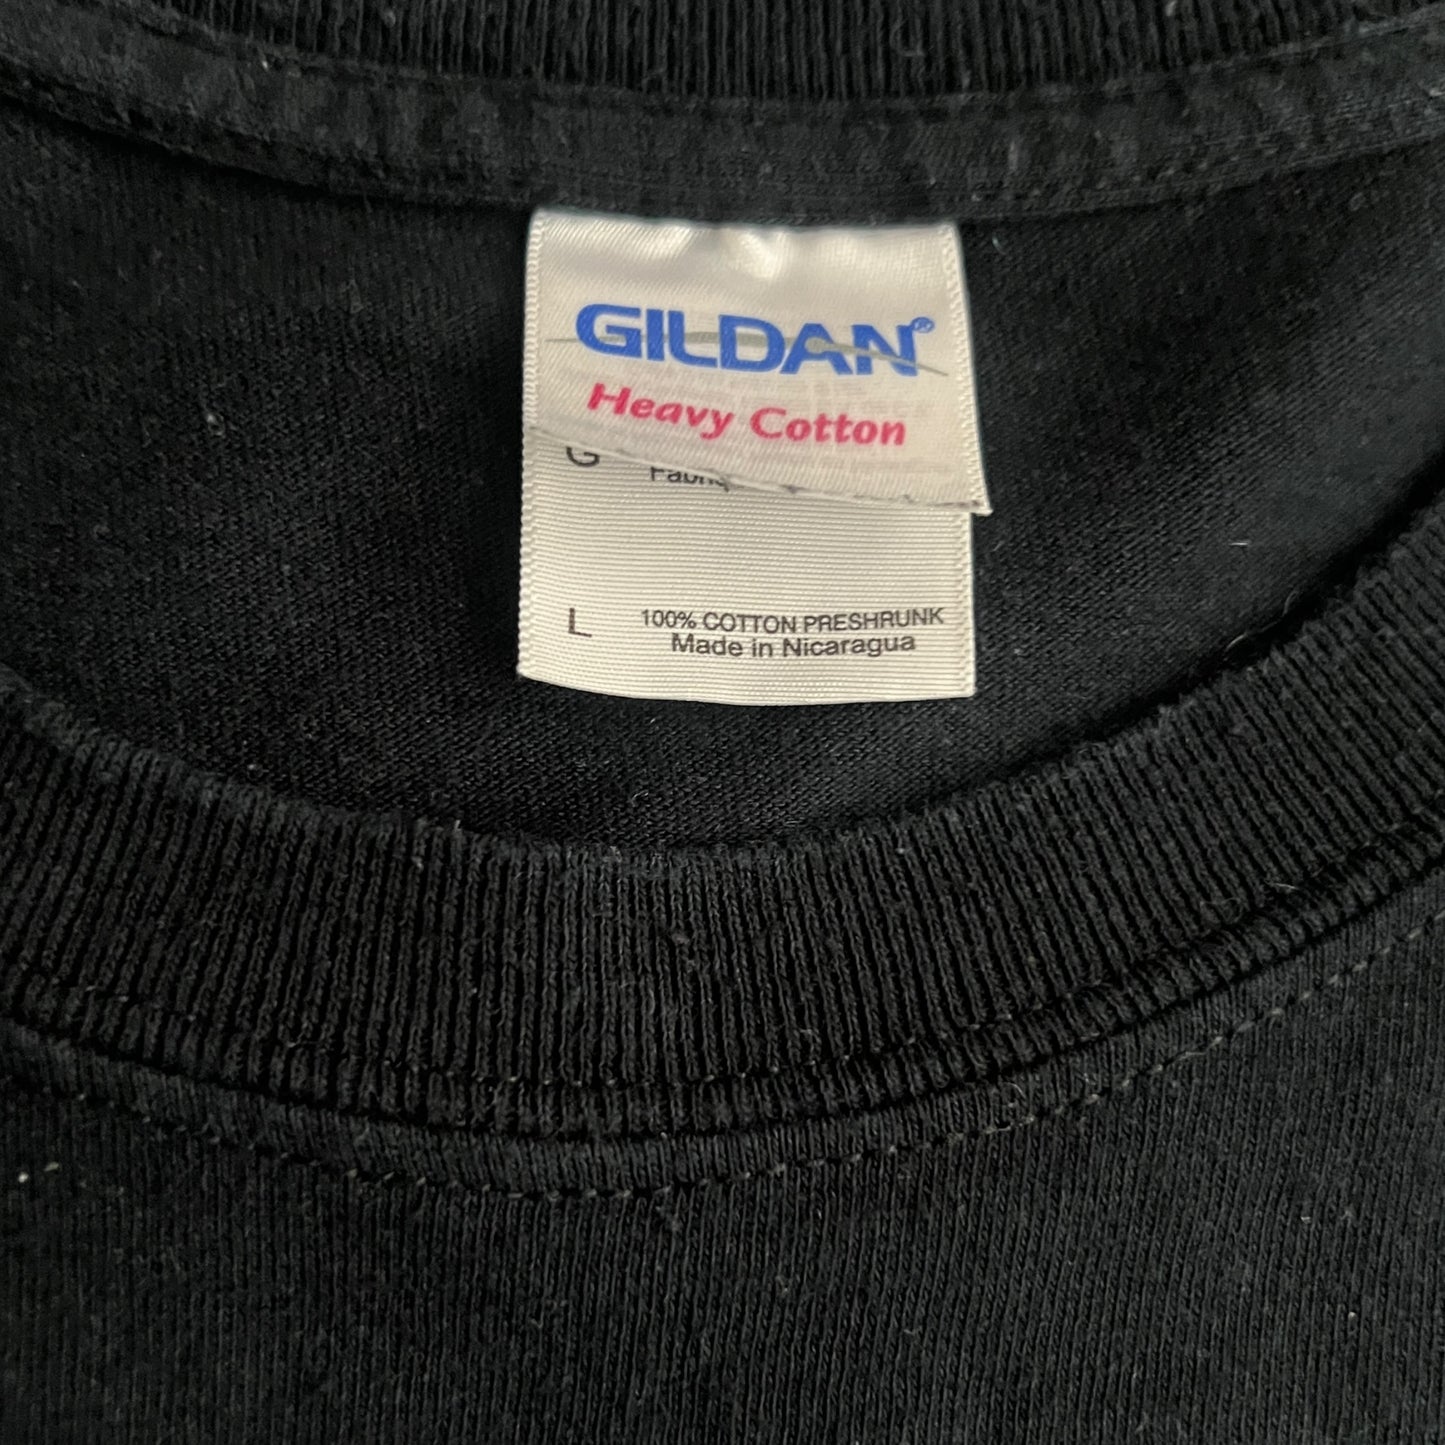 GILDAN®
Heavy Cotton
G
L 100% COTTON PRESHRUNK
Made in Nicaragua